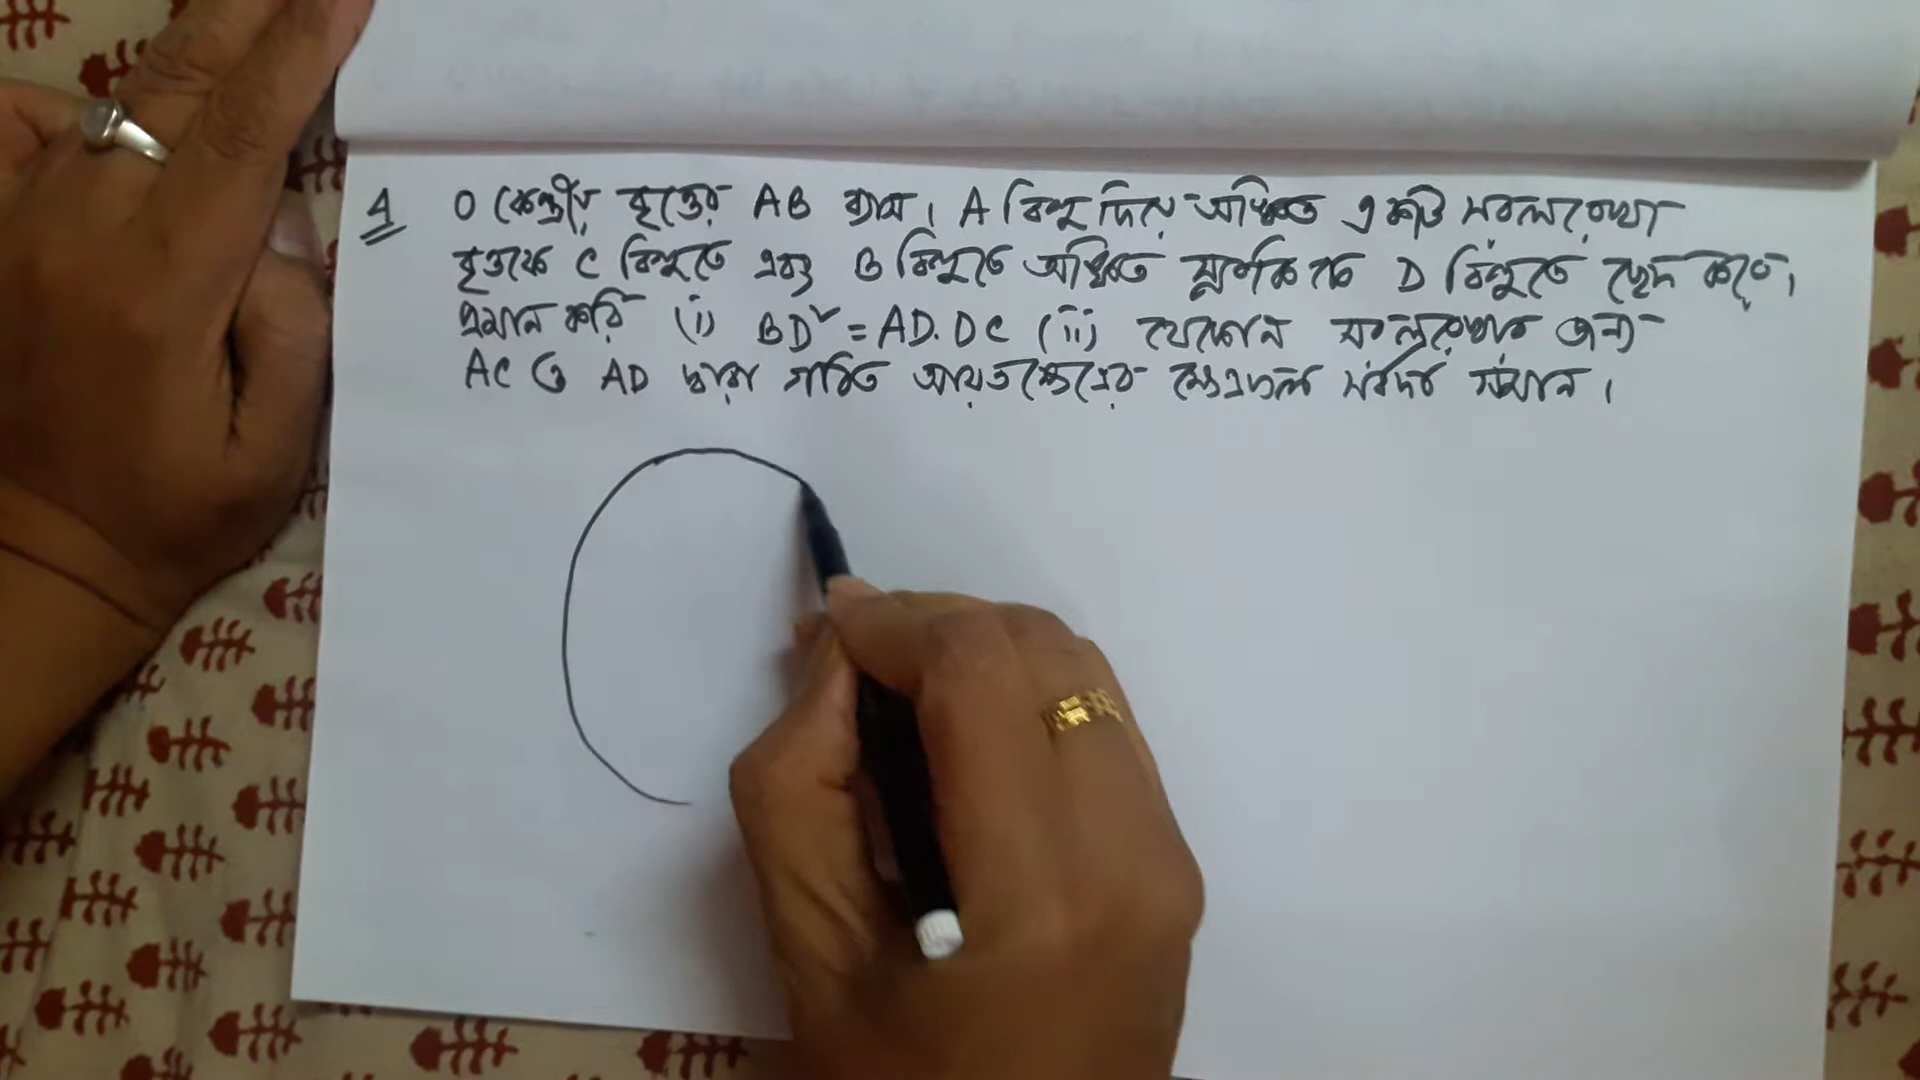 4 O কেন্দ্রীয় বৃত্তের AB ব্যাস। A বিন্দু দিয়ে অঙ্কিত একটি সরলরেখা
বৃত্তকে C বিন্দুতে এবং B বিন্দুতে অঙ্কিত স্পর্শককে D বিন্দুতে ছেদ করে।
প্রমাণ করি (i) BD² = AD.DC (ii) যেকোন সরলরেখার জন্য
AC ও AD দ্বারা গঠিত আয়তক্ষেত্রের ক্ষেত্রফল সর্বদা সমান।